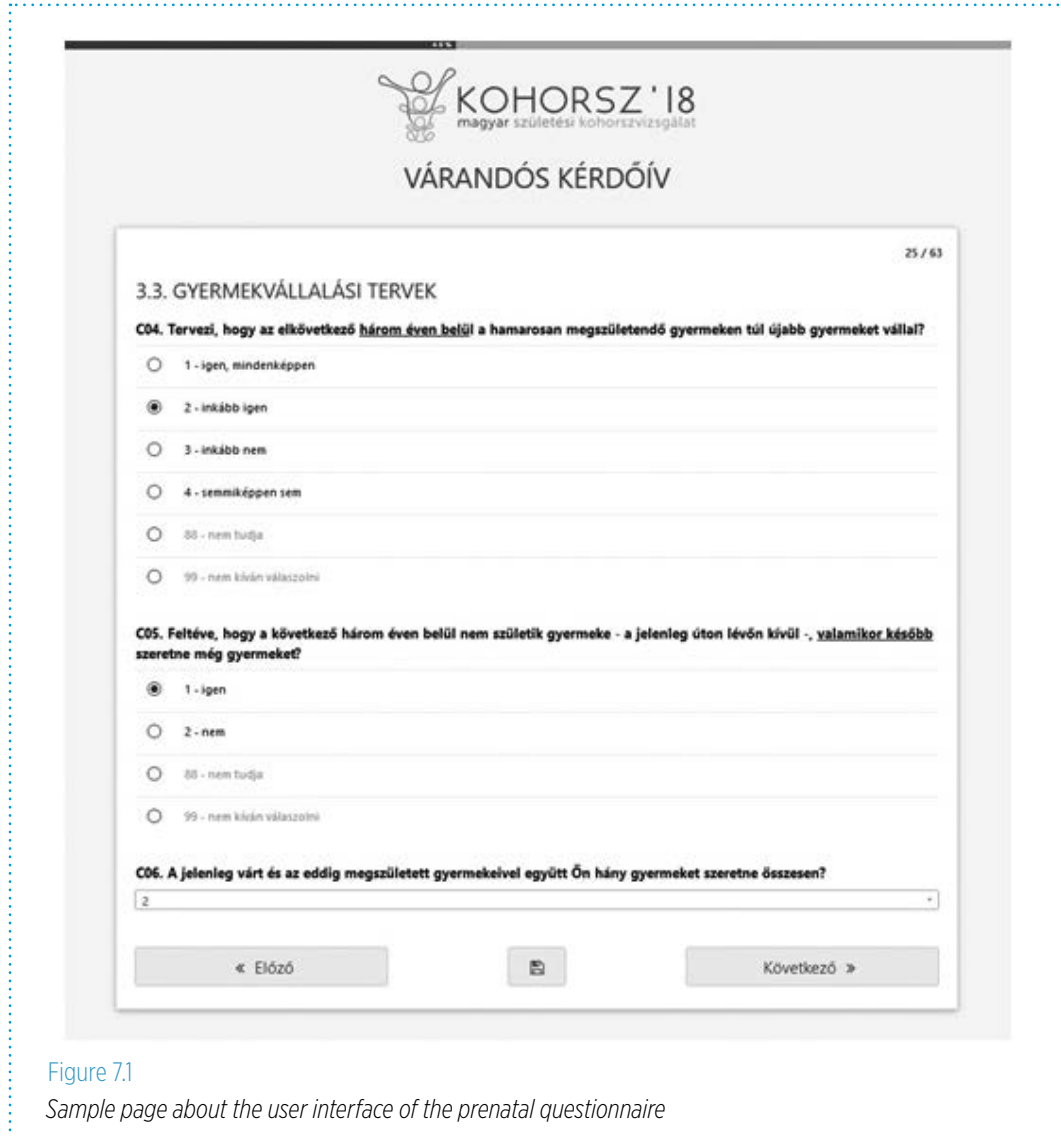 KOHORSZ '18
magyar születési kohorszvizsgálat
VÁRANDÓS KÉRDŐÍV
25 / 63
3.3. GYERMEKVÁLLALÁSI TERVEK
C04. Tervezi, hogy az elkövetkező három éven belül a hamarosan megszületendő gyermeken túl újabb gyermeket vállal?
1 - igen, mindenképpen
2 - inkább igen
3 - inkább nem
4 - semmiképpen sem
88 - nem tudja
99 - nem kíván válaszolni
C05. Feltéve, hogy a következő három éven belül nem születik gyermeke - a jelenleg úton lévőn kívül -, valamikor később
szeretne még gyermeket?
1 - igen
2 - nem
88 - nem tudja
99 - nem kíván válaszolni
C06. A jelenleg várt és az eddig megszületett gyermekeivel együtt Ön hány gyermeket szeretne összesen?
2
« Előző
Következő »
Figure 7.1
Sample page about the user interface of the prenatal questionnaire